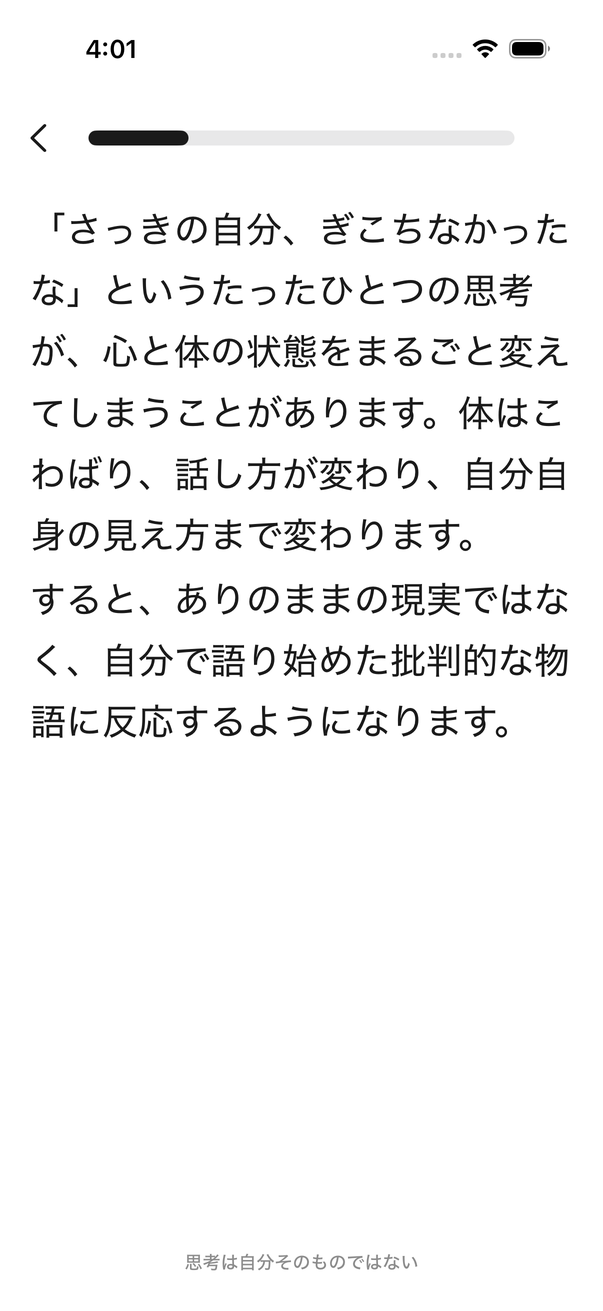 4:01
「さっきの自分、ぎこちなかった
な」というたったひとつの思考
が、心と体の状態をまるごと変え
てしまうことがあります。体はこ
わばり、話し方が変わり、自分自
身の見え方まで変わります。
すると、ありのままの現実ではな
く、自分で語り始めた批判的な物
語に反応するようになります。
思考は自分そのものではない